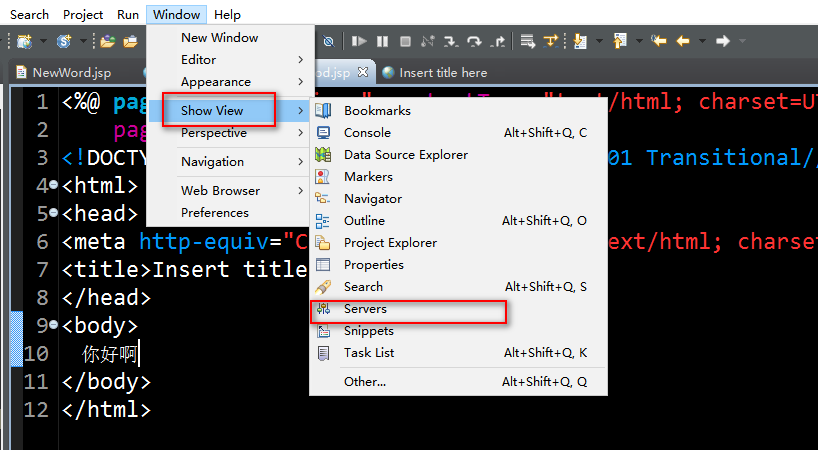 Search Project Run Window Help
New Window
Editor
Appearance
Show View
Perspective
Navigation
Web Browser
Preferences
Bookmarks
Console Alt+Shift+Q, C
Data Source Explorer
Markers
Navigator
Outline Alt+Shift+Q, O
Project Explorer
Properties
Search Alt+Shift+Q, S
Servers
Snippets
Task List Alt+Shift+Q, K
Other... Alt+Shift+Q, Q
NewWord.jsp
od.jsp
Insert title here
1 <%@ pag "text/html; charset=U
2 pag
3 <!DOCTY 01 Transitional/
4 <html>
5 <head>
6 <meta http-equiv="C ext/html; charset
7 <title>Insert title
8 </head>
9 <body>
10 你好啊
11 </body>
12 </html>